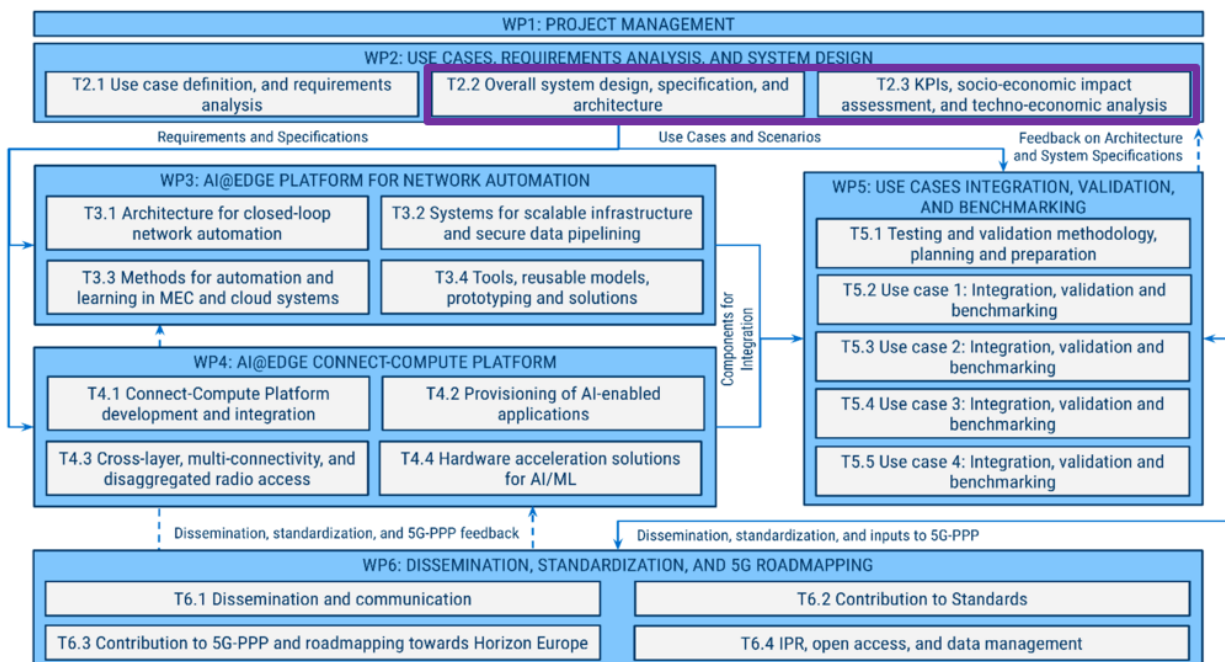 WP1: PROJECT MANAGEMENT
WP2: USE CASES, REQUIREMENTS ANALYSIS, AND SYSTEM DESIGN
T2.1 Use case definition, and requirements
analysis
T2.2 Overall system design, specification, and
architecture
T2.3 KPIs, socio-economic impact
assessment, and techno-economic analysis
Requirements and Specifications
Use Cases and Scenarios
Feedback on Architecture
and System Specifications
WP3: AI@EDGE PLATFORM FOR NETWORK AUTOMATION
T3.1 Architecture for closed-loop
network automation
T3.2 Systems for scalable infrastructure
and secure data pipelining
T3.3 Methods for automation and
learning in MEC and cloud systems
T3.4 Tools, reusable models,
prototyping and solutions
WP4: AI@EDGE CONNECT-COMPUTE PLATFORM
T4.1 Connect-Compute Platform
development and integration
T4.2 Provisioning of AI-enabled
applications
T4.3 Cross-layer, multi-connectivity, and
disaggregated radio access
T4.4 Hardware acceleration solutions
for AI/ML
Components for
Integration
WP5: USE CASES INTEGRATION, VALIDATION,
AND BENCHMARKING
T5.1 Testing and validation methodology,
planning and preparation
T5.2 Use case 1: Integration, validation and
benchmarking
T5.3 Use case 2: Integration, validation and
benchmarking
T5.4 Use case 3: Integration, validation and
benchmarking
T5.5 Use case 4: Integration, validation and
benchmarking
Dissemination, standardization, and 5G-PPP feedback
Dissemination, standardization, and inputs to 5G-PPP
WP6: DISSEMINATION, STANDARDIZATION, AND 5G ROADMAPPING
T6.1 Dissemination and communication
T6.2 Contribution to Standards
T6.3 Contribution to 5G-PPP and roadmapping towards Horizon Europe
T6.4 IPR, open access, and data management